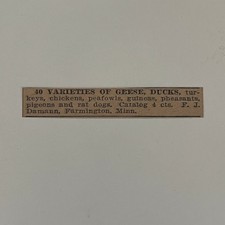 40 VARIETIES OF GEESE, DUCKS, tur-
keys, chickens, peafowls, guineas, pheasants,
pigeons and rat dogs. Catalog 4 cts. F. J.
Damann, Farmington, Minn.